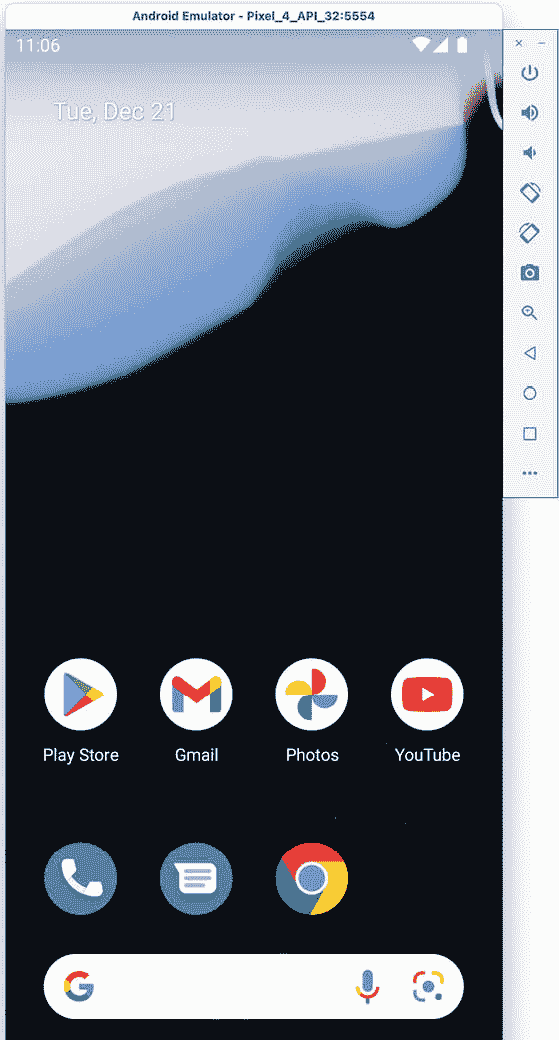 Android Emulator - Pixel_4_API_32:5554
11:06
Tue, Dec 21
Play Store
Gmail
Photos
YouTube